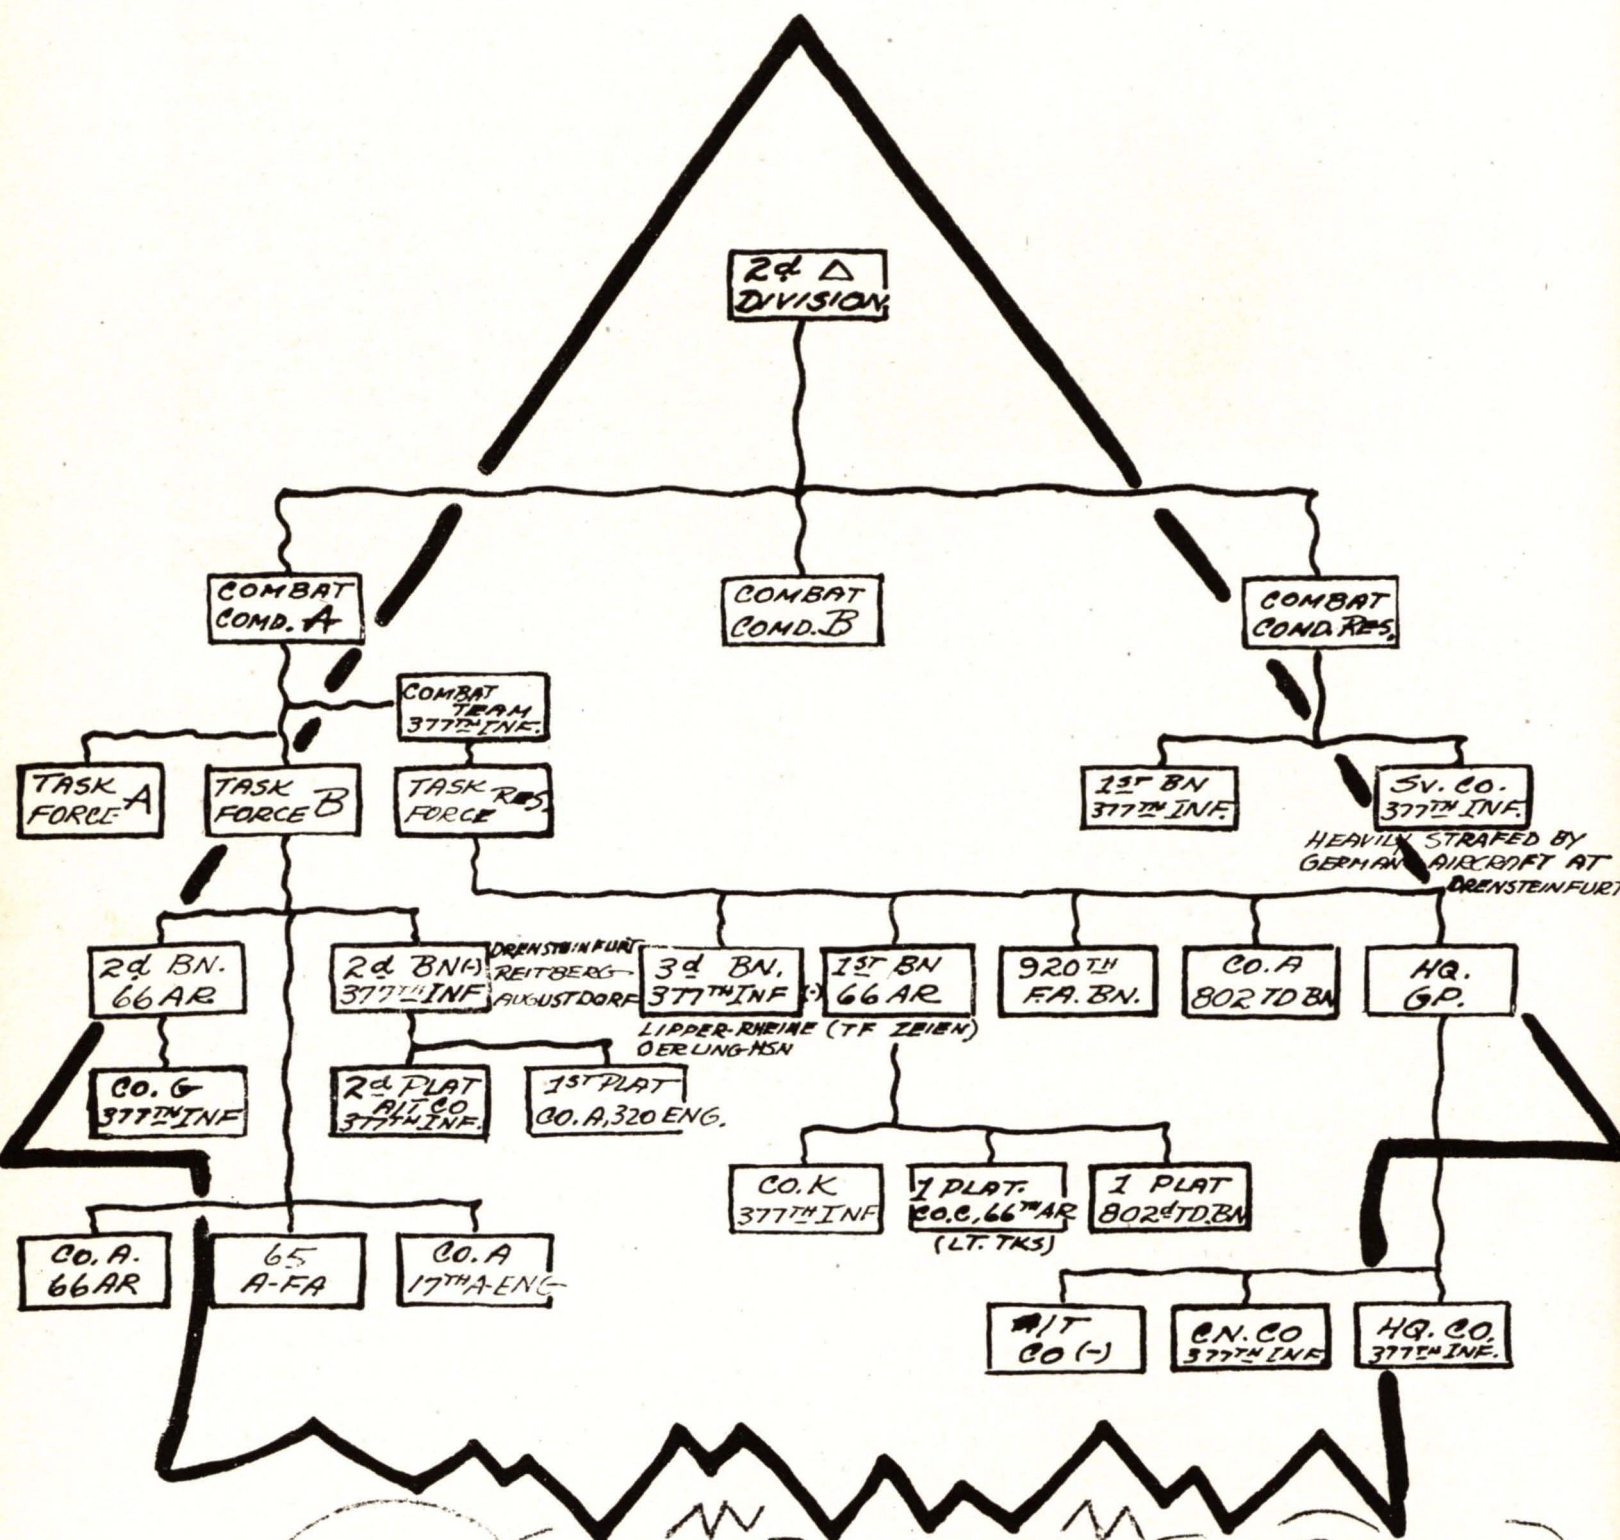 2d △
DIVISION
COMBAT
COMD. A
COMBAT
COMD. B
COMBAT
COMD. RES.
COMBAT
TEAM
377TH INF.
TASK
FORCE A
TASK
FORCE B
TASK
FORCE RES.
1ST BN
377TH INF.
SV. CO.
377TH INF.
HEAVILY STRAFED BY
GERMAN AIRCRAFT AT
DRENSTEINFURT
2d BN.
66 AR
2d BN(-)
377TH INF
DRENSTEINFURT
REITBERG
AUGUSTDORF
3d BN.
377TH INF (-)
LIPPER-RHEIME
OERLINGHSN
1ST BN
66 AR
(TF ZEIEN)
920TH
F.A. BN.
CO. A
802 TD BN
HQ.
GP.
CO. G
377TH INF
2d PLAT
A/T CO
377TH INF.
1ST PLAT
CO. A, 320 ENG.
CO. K
377TH INF
1 PLAT.
CO. C, 66TH AR
(LT. TKS)
1 PLAT
802d TD. BN
CO. A.
66 AR
65
A-FA
CO. A
17TH A-ENG
A/T
CO (-)
CN. CO
377TH INF
HQ. CO.
377TH INF.